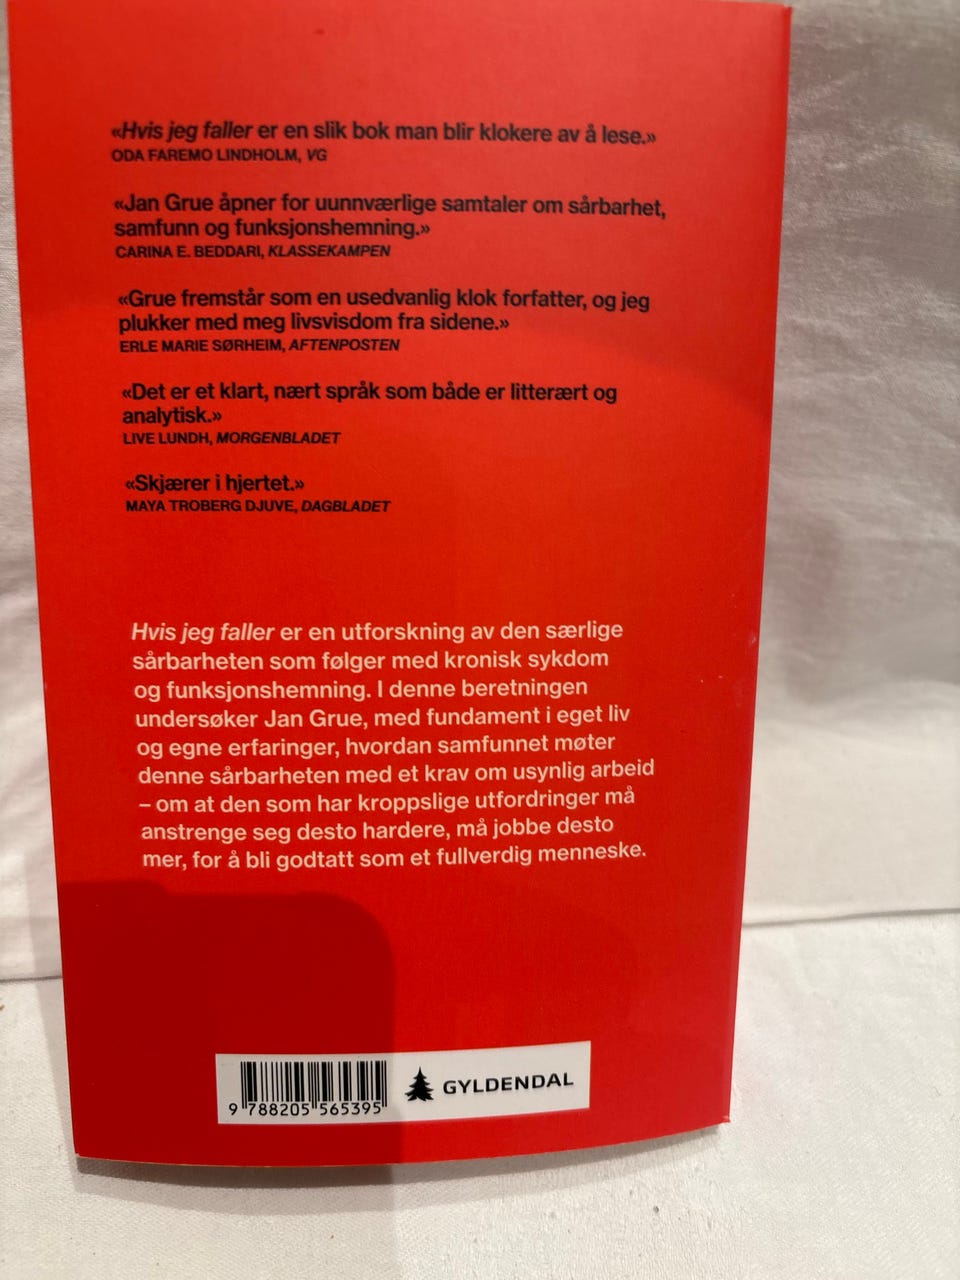 «Hvis jeg faller er en slik bok man blir klokere av å lese.»
ODA FAREMO LINDHOLM, VG
«Jan Grue åpner for uunnværlige samtaler om sårbarhet,
samfunn og funksjonshemning.»
CARINA E. BEDDARI, KLASSEKAMPEN
«Grue fremstår som en usedvanlig klok forfatter, og jeg
plukker med meg livsvisdom fra sidene.»
ERLE MARIE SØRHEIM, AFTENPOSTEN
«Det er et klart, nært språk som både er litterært og
analytisk.»
LIVE LUNDH, MORGENBLADET
«Skjærer i hjertet.»
MAYA TROBERG DJUVE, DAGBLADET
Hvis jeg faller er en utforskning av den særlige
sårbarheten som følger med kronisk sykdom
og funksjonshemning. I denne beretningen
undersøker Jan Grue, med fundament i eget liv
og egne erfaringer, hvordan samfunnet møter
denne sårbarheten med et krav om usynlig arbeid
– om at den som har kroppslige utfordringer må
anstrenge seg desto hardere, må jobbe desto
mer, for å bli godtatt som et fullverdig menneske.
GYLDENDAL
9 788205 565395